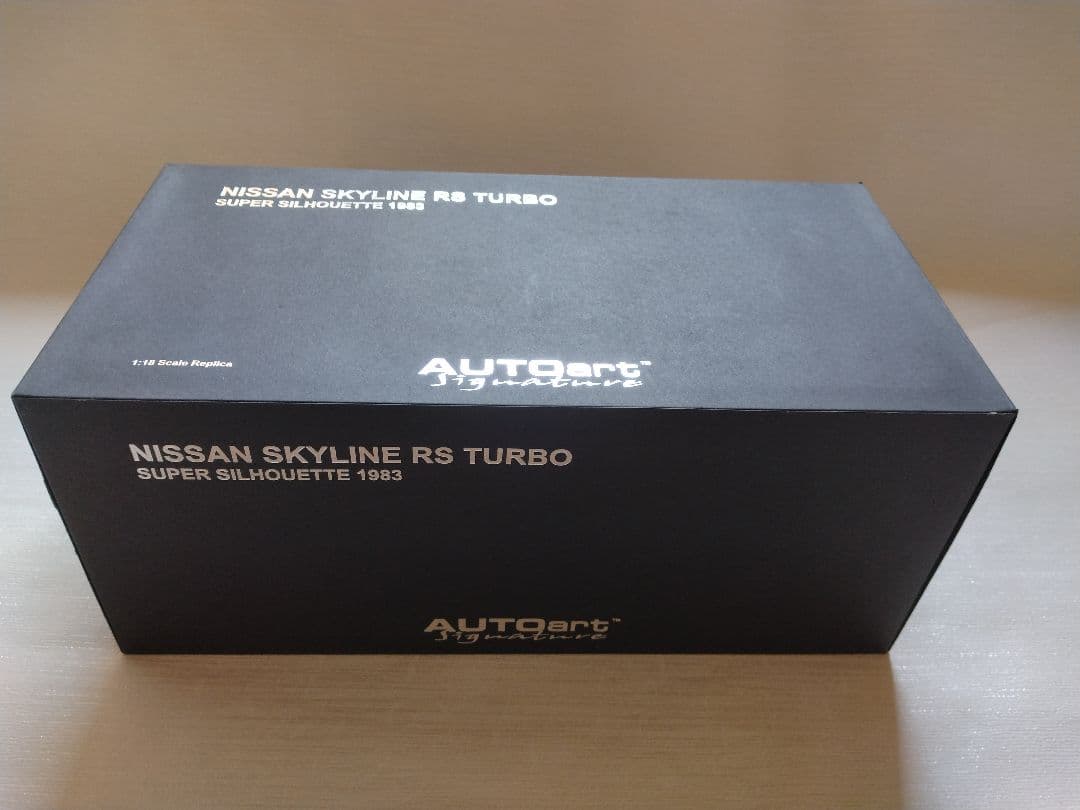 NISSAN SKYLINE RS TURBO
SUPER SILHOUETTE 1983
1:18 Scale Replica
AUTOart™
Signature
NISSAN SKYLINE RS TURBO
SUPER SILHOUETTE 1983
AUTOart™
Signature